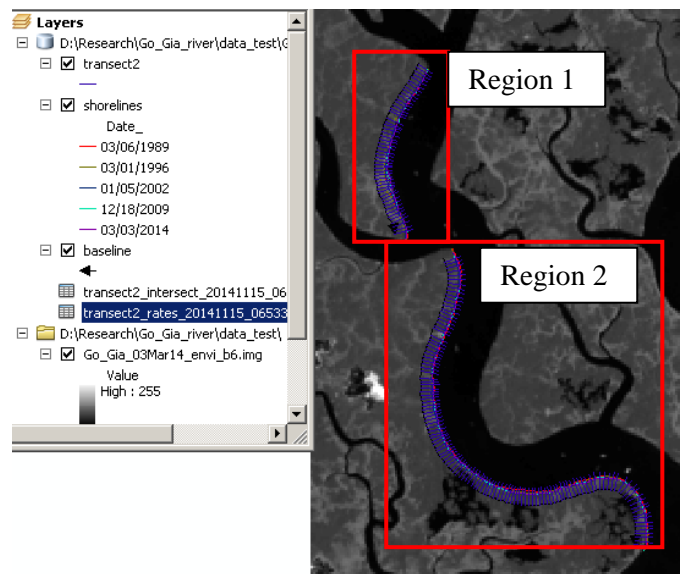 Layers
D:\Research\Go_Gia_river\data_test\G
transect2
shorelines
Date_
03/06/1989
03/01/1996
01/05/2002
12/18/2009
03/03/2014
baseline
transect2_intersect_20141115_06
transect2_rates_20141115_06533
D:\Research\Go_Gia_river\data_test\
Go_Gia_03Mar14_envi_b6.img
Value
High : 255
Region 1
Region 2